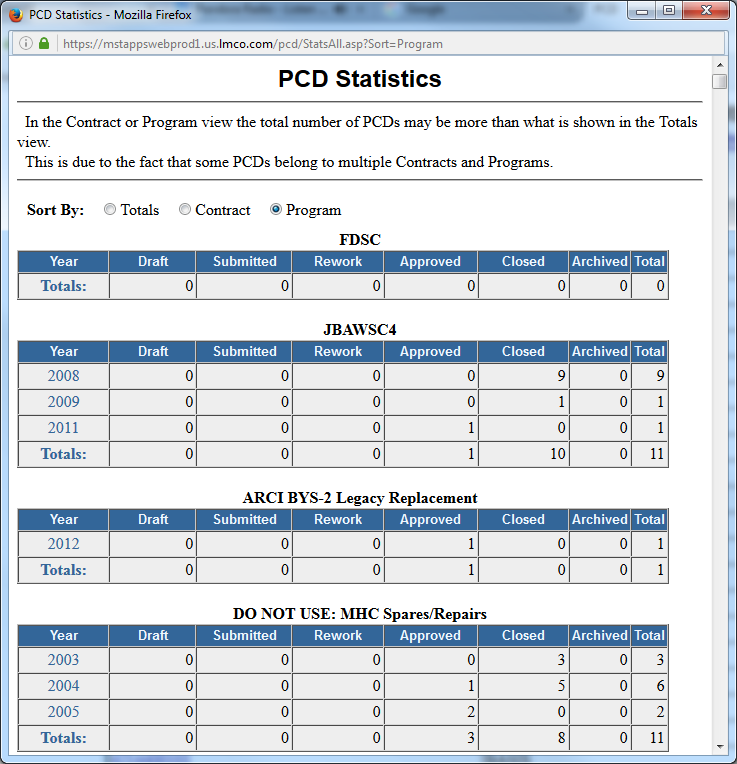 PCD Statistics - Mozilla Firefox
https://mstappswebprod1.us.lmco.com/pcd/StatsAll.asp?Sort=Program
PCD Statistics
In the Contract or Program view the total number of PCDs may be more than what is shown in the Totals
view.
This is due to the fact that some PCDs belong to multiple Contracts and Programs.
Sort By: Totals Contract Program
FDSC
Year Draft Submitted Rework Approved Closed Archived Total
Totals: 0 0 0 0 0 0 0
JBAWSC4
Year Draft Submitted Rework Approved Closed Archived Total
2008 0 0 0 0 9 0 9
2009 0 0 0 0 1 0 1
2011 0 0 0 1 0 0 1
Totals: 0 0 0 1 10 0 11
ARCI BYS-2 Legacy Replacement
Year Draft Submitted Rework Approved Closed Archived Total
2012 0 0 0 1 0 0 1
Totals: 0 0 0 1 0 0 1
DO NOT USE: MHC Spares/Repairs
Year Draft Submitted Rework Approved Closed Archived Total
2003 0 0 0 0 3 0 3
2004 0 0 0 1 5 0 6
2005 0 0 0 2 0 0 2
Totals: 0 0 0 3 8 0 11